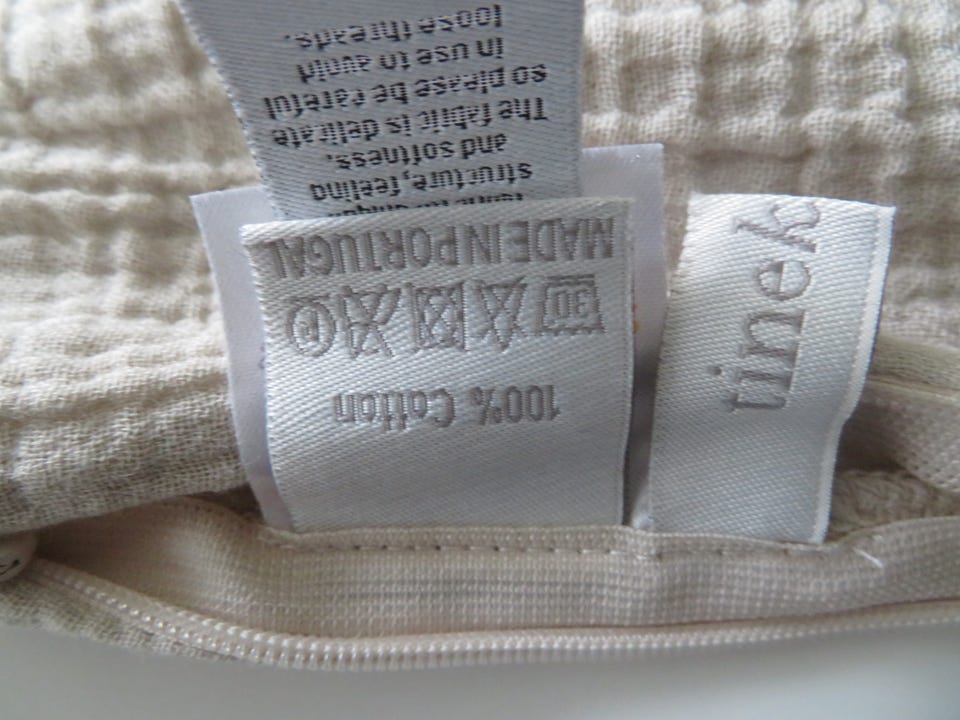 structure, feeling
and softness.
The fabric is delicate
so please be careful
in use to avoid
loose threads.
100% Cotton
30
P
MADE IN PORTUGAL
tinek